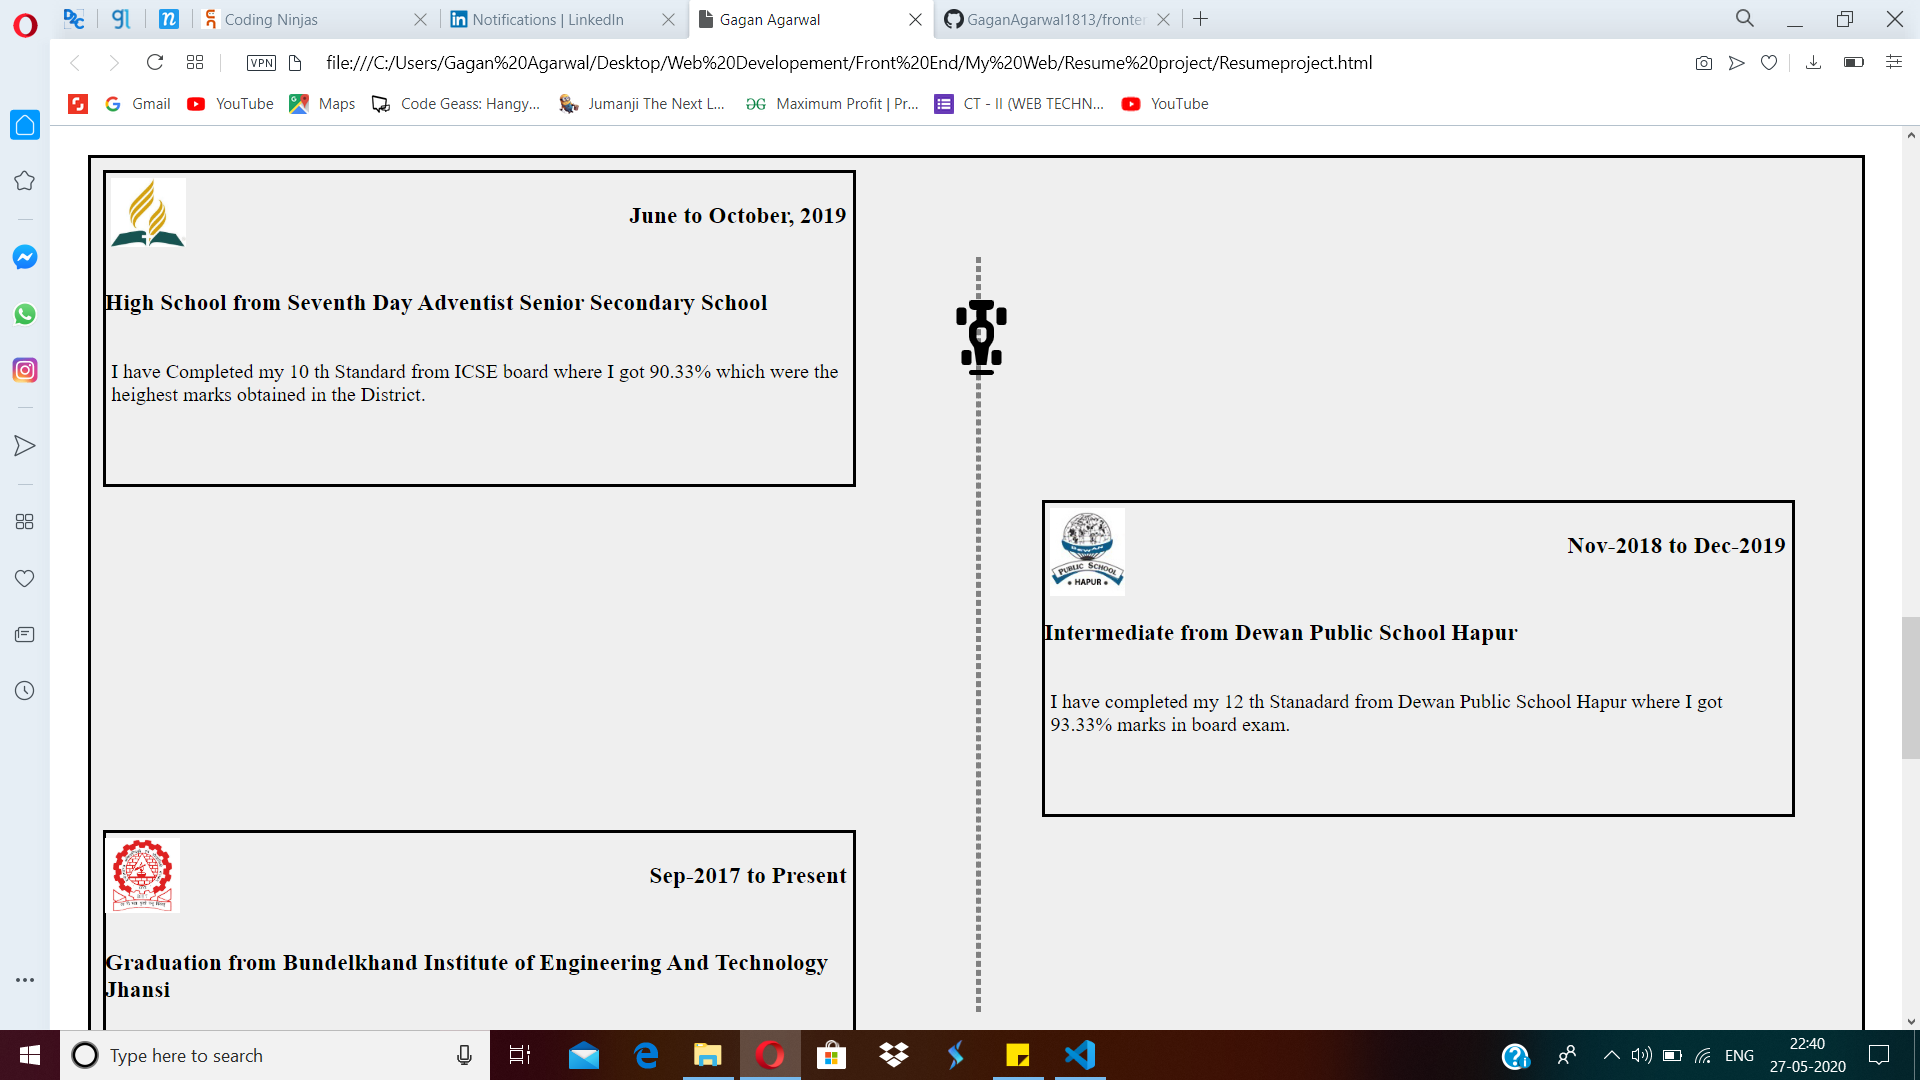 Coding Ninjas
Notifications | LinkedIn
Gagan Agarwal
GaganAgarwal1813/fronte
VPN
file:///C:/Users/Gagan%20Agarwal/Desktop/Web%20Developement/Front%20End/My%20Web/Resume%20project/Resumeproject.html
Gmail
YouTube
Maps
Code Geass: Hangy...
Jumanji The Next L...
Maximum Profit | Pr...
CT - II (WEB TECHN...
YouTube
June to October, 2019
High School from Seventh Day Adventist Senior Secondary School
I have Completed my 10 th Standard from ICSE board where I got 90.33% which were the
heighest marks obtained in the District.
DEWAN
PUBLIC SCHOOL
• HAPUR •
Nov-2018 to Dec-2019
Intermediate from Dewan Public School Hapur
I have completed my 12 th Stanadard from Dewan Public School Hapur where I got
93.33% marks in board exam.
Sep-2017 to Present
Graduation from Bundelkhand Institute of Engineering And Technology
Jhansi
Type here to search
ENG
22:40
27-05-2020